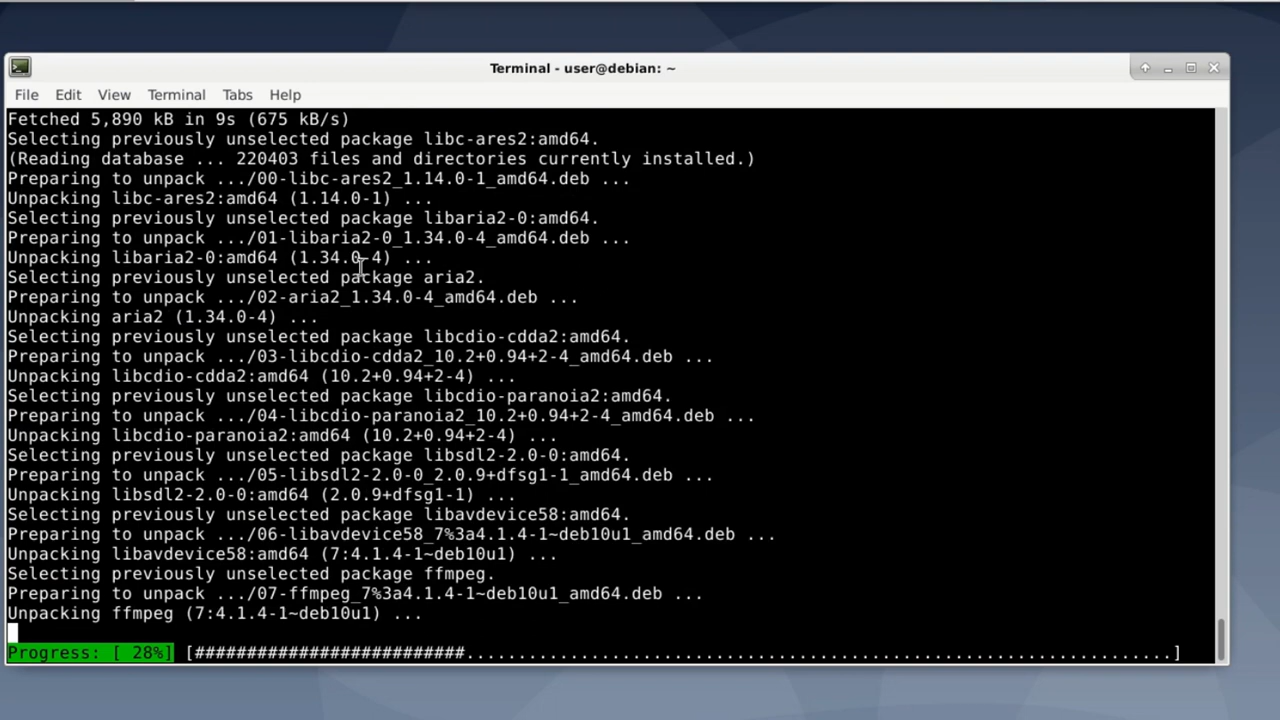 Terminal - user@debian: ~
File Edit View Terminal Tabs Help
Fetched 5,890 kB in 9s (675 kB/s)
Selecting previously unselected package libc-ares2:amd64.
(Reading database ... 220403 files and directories currently installed.)
Preparing to unpack .../00-libc-ares2_1.14.0-1_amd64.deb ...
Unpacking libc-ares2:amd64 (1.14.0-1) ...
Selecting previously unselected package libaria2-0:amd64.
Preparing to unpack .../01-libaria2-0_1.34.0-4_amd64.deb ...
Unpacking libaria2-0:amd64 (1.34.0-4) ...
Selecting previously unselected package aria2.
Preparing to unpack .../02-aria2_1.34.0-4_amd64.deb ...
Unpacking aria2 (1.34.0-4) ...
Selecting previously unselected package libcdio-cdda2:amd64.
Preparing to unpack .../03-libcdio-cdda2_10.2+0.94+2-4_amd64.deb ...
Unpacking libcdio-cdda2:amd64 (10.2+0.94+2-4) ...
Selecting previously unselected package libcdio-paranoia2:amd64.
Preparing to unpack .../04-libcdio-paranoia2_10.2+0.94+2-4_amd64.deb ...
Unpacking libcdio-paranoia2:amd64 (10.2+0.94+2-4) ...
Selecting previously unselected package libsdl2-2.0-0:amd64.
Preparing to unpack .../05-libsdl2-2.0-0_2.0.9+dfsg1-1_amd64.deb ...
Unpacking libsdl2-2.0-0:amd64 (2.0.9+dfsg1-1) ...
Selecting previously unselected package libavdevice58:amd64.
Preparing to unpack .../06-libavdevice58_7%3a4.1.4-1~deb10u1_amd64.deb ...
Unpacking libavdevice58:amd64 (7:4.1.4-1~deb10u1) ...
Selecting previously unselected package ffmpeg.
Preparing to unpack .../07-ffmpeg_7%3a4.1.4-1~deb10u1_amd64.deb ...
Unpacking ffmpeg (7:4.1.4-1~deb10u1) ...
Progress: [ 28%] [##########################....................................................................]